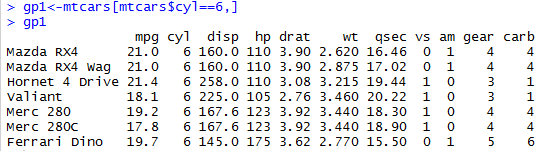 > gp1<-mtcars[mtcars$cyl==6,]
> gp1
mpg cyl disp hp drat wt qsec vs am gear carb
Mazda RX4 21.0 6 160.0 110 3.90 2.620 16.46 0 1 4 4
Mazda RX4 Wag 21.0 6 160.0 110 3.90 2.875 17.02 0 1 4 4
Hornet 4 Drive 21.4 6 258.0 110 3.08 3.215 19.44 1 0 3 1
Valiant 18.1 6 225.0 105 2.76 3.460 20.22 1 0 3 1
Merc 280 19.2 6 167.6 123 3.92 3.440 18.30 1 0 4 4
Merc 280C 17.8 6 167.6 123 3.92 3.440 18.90 1 0 4 4
Ferrari Dino 19.7 6 145.0 175 3.62 2.770 15.50 0 1 5 6